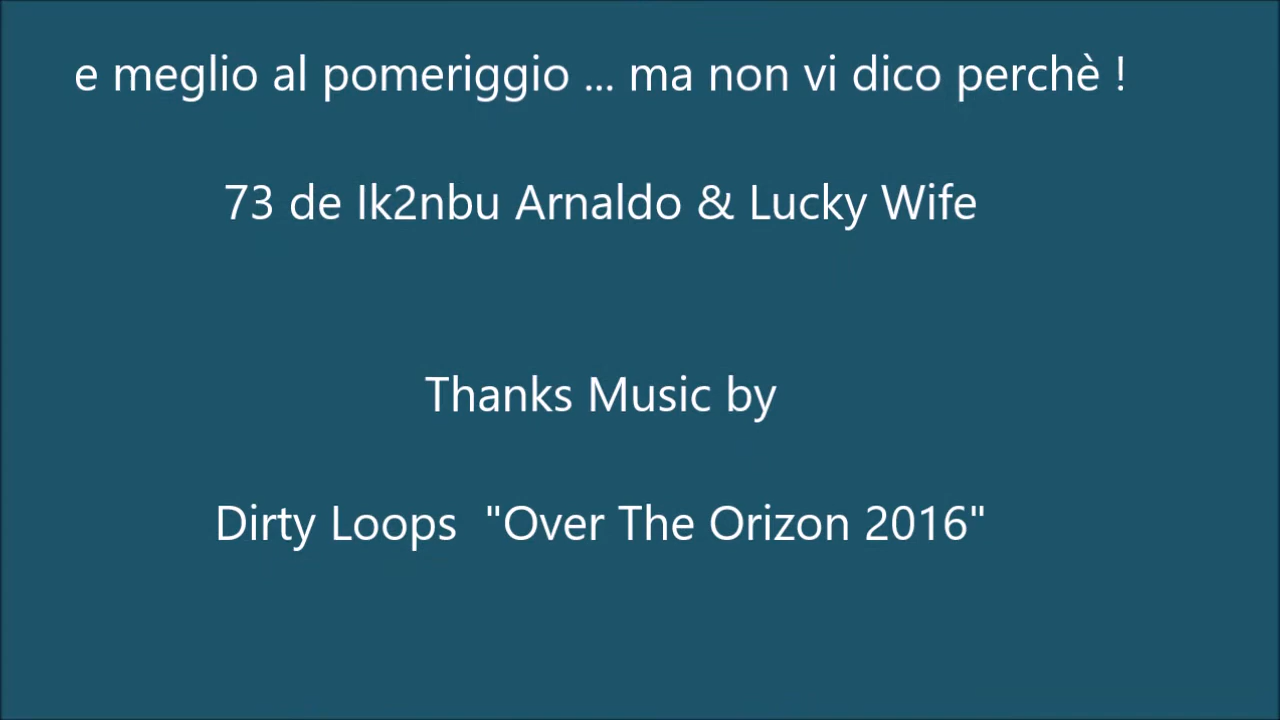 e meglio al pomeriggio ... ma non vi dico perchè !
73 de Ik2nbu Arnaldo & Lucky Wife
Thanks Music by
Dirty Loops  "Over The Orizon 2016"